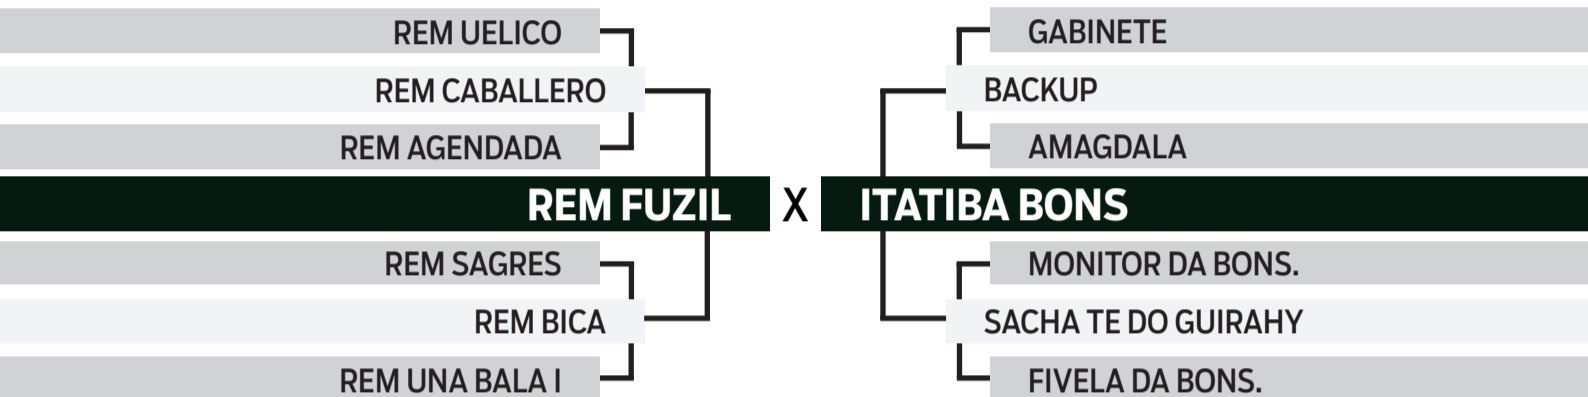 REM UELICO
REM CABALLERO
REM AGENDADA
REM FUZIL
REM SAGRES
REM BICA
REM UNA BALA I
X
GABINETE
BACKUP
AMAGDALA
ITATIBA BONS
MONITOR DA BONS.
SACHA TE DO GUIRAHY
FIVELA DA BONS.